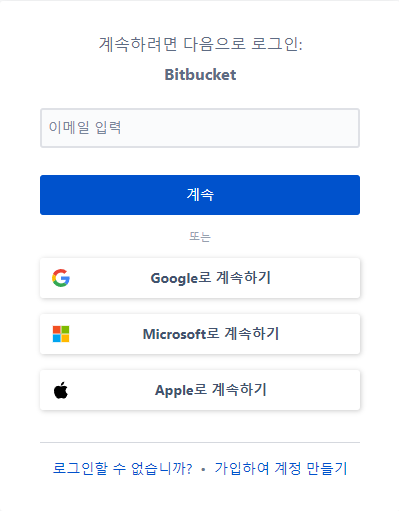 계속하려면 다음으로 로그인:
Bitbucket
이메일 입력
계속
또는
Google로 계속하기
Microsoft로 계속하기
Apple로 계속하기
로그인할 수 없습니까? • 가입하여 계정 만들기